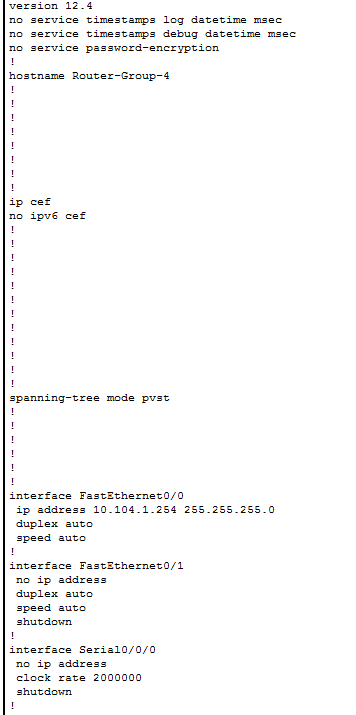 version 12.4
no service timestamps log datetime msec
no service timestamps debug datetime msec
no service password-encryption
!
hostname Router-Group-4
!
!
!
!
!
!
!
!
ip cef
no ipv6 cef
!
!
!
!
!
!
!
!
!
!
!
!
spanning-tree mode pvst
!
!
!
!
!
!
interface FastEthernet0/0
 ip address 10.104.1.254 255.255.255.0
 duplex auto
 speed auto
!
interface FastEthernet0/1
 no ip address
 duplex auto
 speed auto
 shutdown
!
interface Serial0/0/0
 no ip address
 clock rate 2000000
 shutdown
!